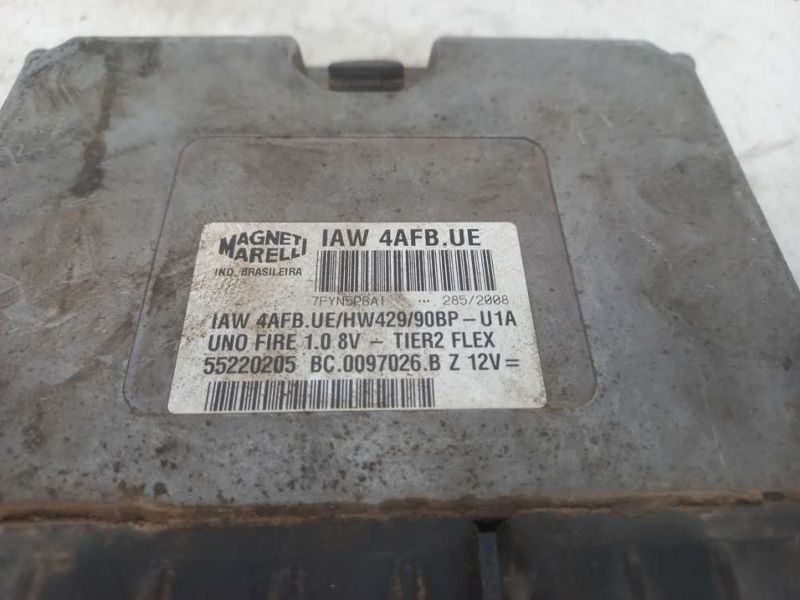 MAGNETI MARELLI
IND. BRASILEIRA
IAW 4AFB.UE
7FYN5P6A1 ... 285/2008
IAW 4AFB.UE/HW429/90BP-U1A
UNO FIRE 1.0 8V - TIER2 FLEX
55220205 BC.0097026.B Z 12V=